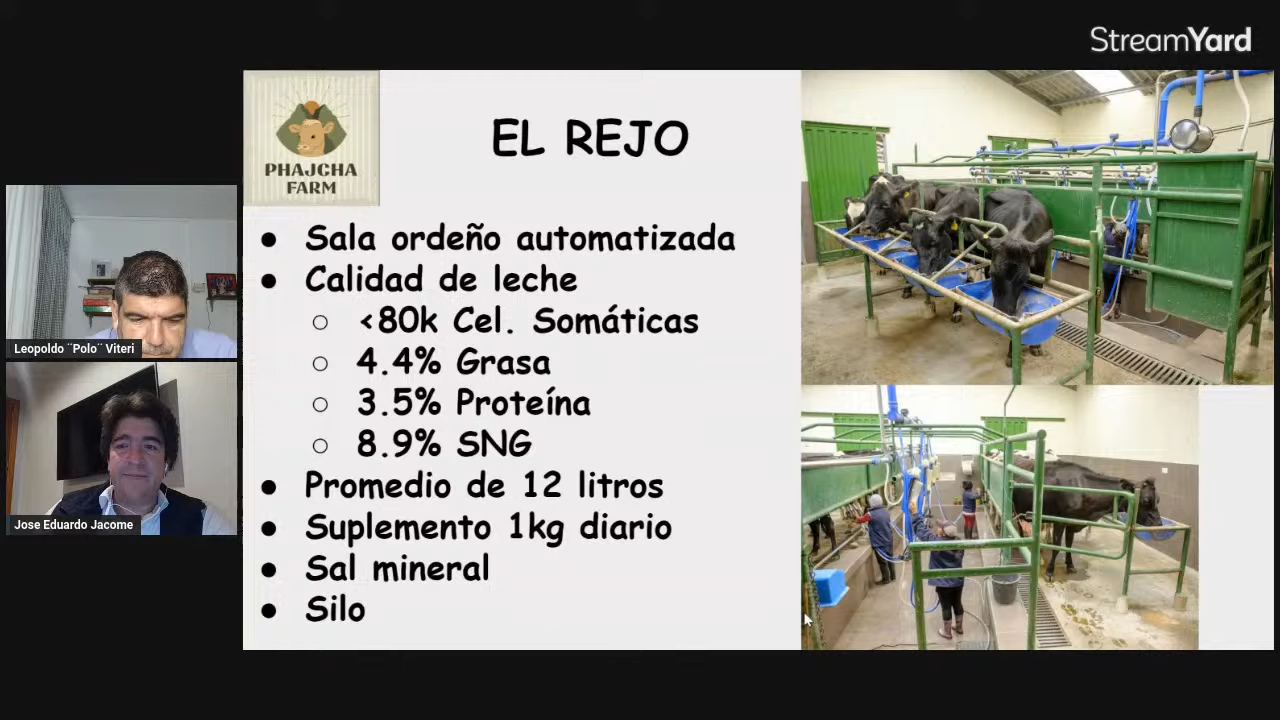 StreamYard
PHAJCHA
FARM
EL REJO
● Sala ordeño automatizada
● Calidad de leche
○ <80k Cel. Somáticas
○ 4.4% Grasa
○ 3.5% Proteína
○ 8.9% SNG
● Promedio de 12 litros
● Suplemento 1kg diario
● Sal mineral
● Silo
Leopoldo ¨Polo¨ Viteri
Jose Eduardo Jacome